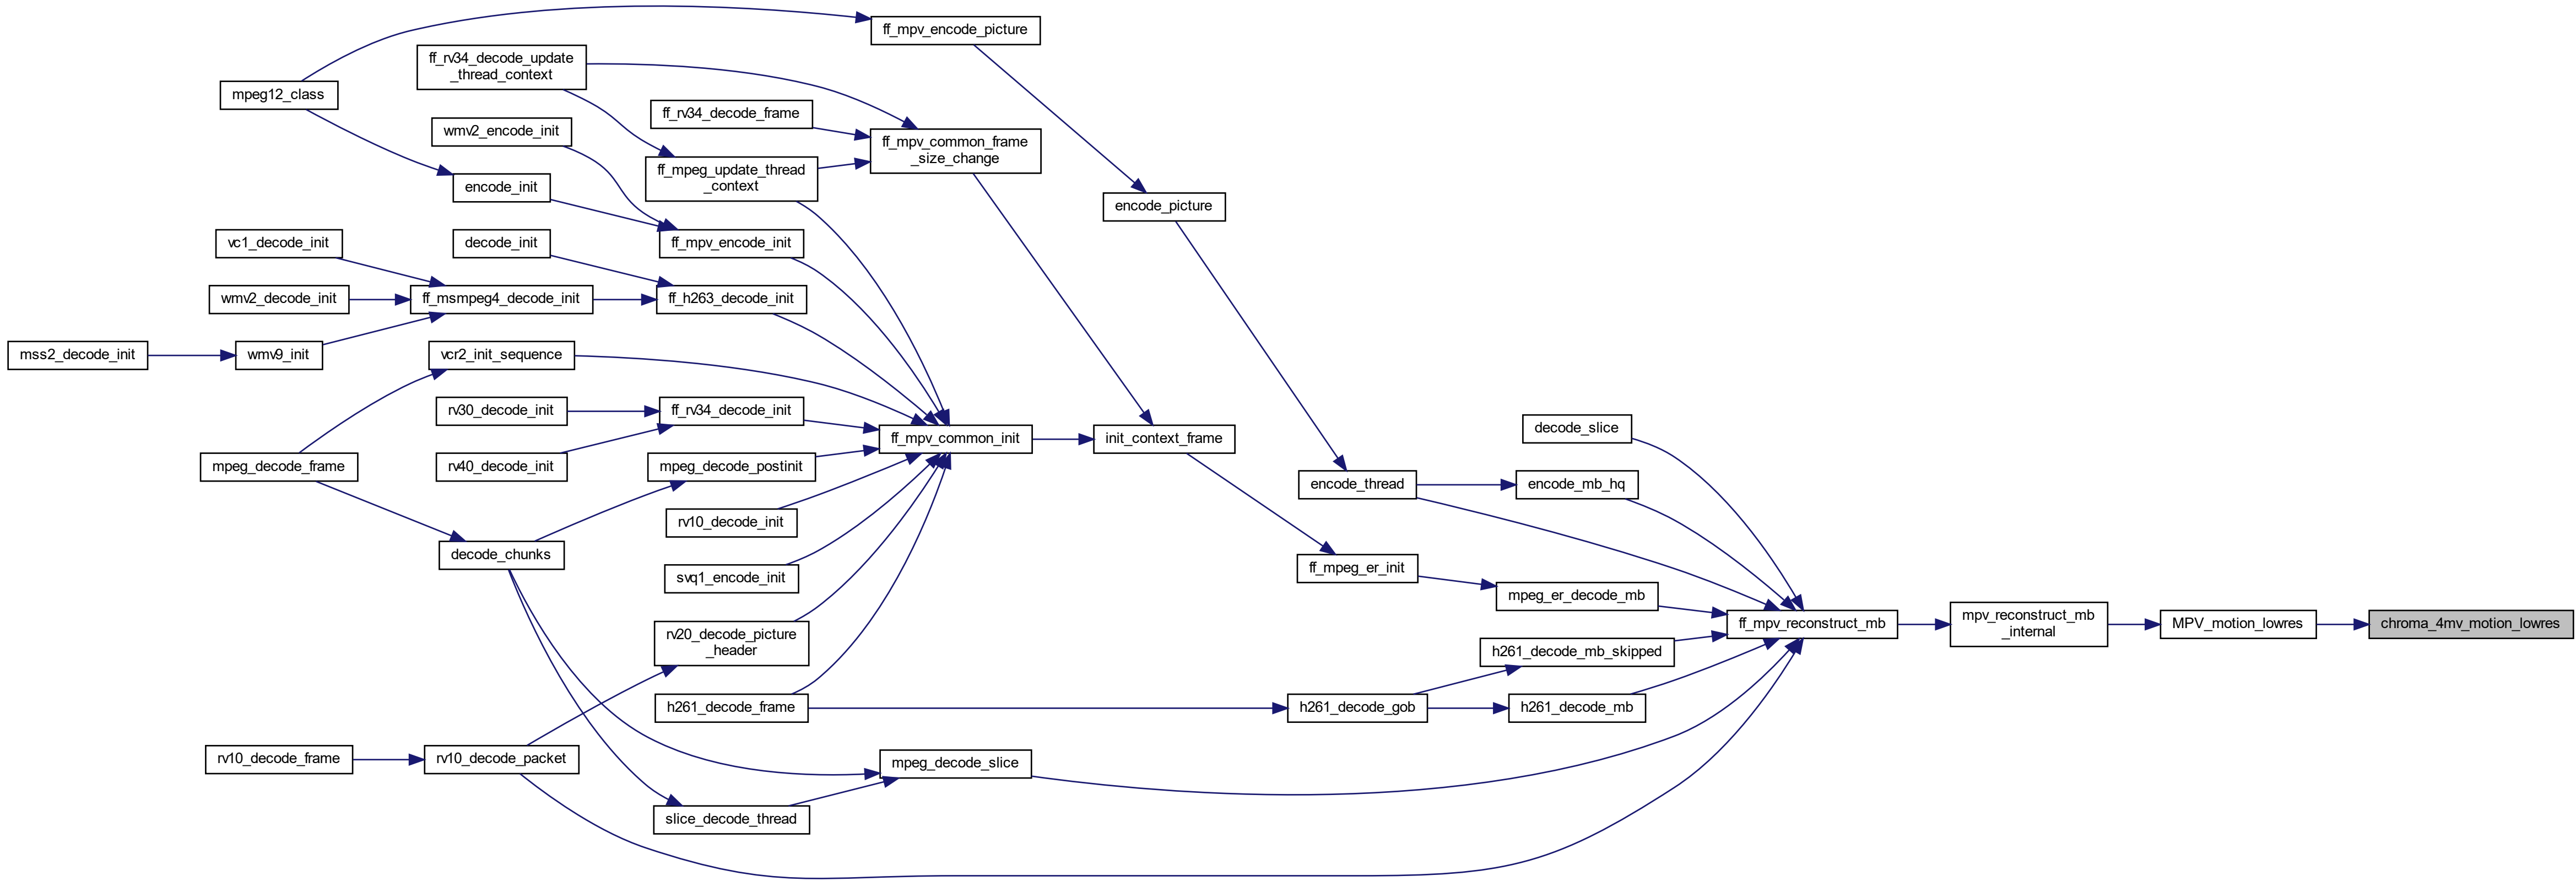 ff_mpv_encode_picture
ff_rv34_decode_update
_thread_context
mpeg12_class
ff_rv34_decode_frame
wmv2_encode_init
ff_mpv_common_frame
_size_change
ff_mpeg_update_thread
_context
encode_init
encode_picture
vc1_decode_init
decode_init
ff_mpv_encode_init
wmv2_decode_init
ff_msmpeg4_decode_init
ff_h263_decode_init
mss2_decode_init
wmv9_init
vcr2_init_sequence
rv30_decode_init
ff_rv34_decode_init
decode_slice
ff_mpv_common_init
init_context_frame
mpeg_decode_frame
rv40_decode_init
mpeg_decode_postinit
encode_thread
encode_mb_hq
rv10_decode_init
decode_chunks
ff_mpeg_er_init
svq1_encode_init
mpeg_er_decode_mb
rv20_decode_picture
_header
ff_mpv_reconstruct_mb
mpv_reconstruct_mb
_internal
MPV_motion_lowres
chroma_4mv_motion_lowres
h261_decode_mb_skipped
h261_decode_frame
h261_decode_gob
h261_decode_mb
rv10_decode_frame
rv10_decode_packet
mpeg_decode_slice
slice_decode_thread